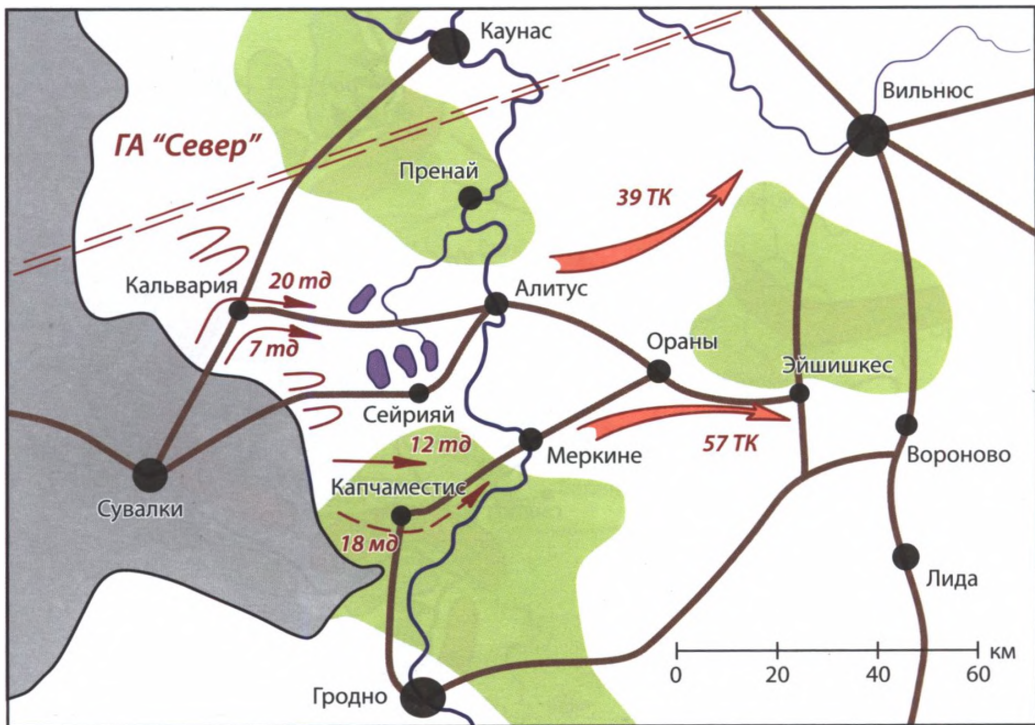 Каунас
Вильнюс
ГА "Север"
Пренай
39 ТК
Кальвария
20 тд
Алитус
7 тд
Ораны
Эйшишкес
Сейрияй
12 тд
Меркине
57 ТК
Вороново
Капчаместис
Сувалки
18 мд
Лида
Гродно
км
0
20
40
60